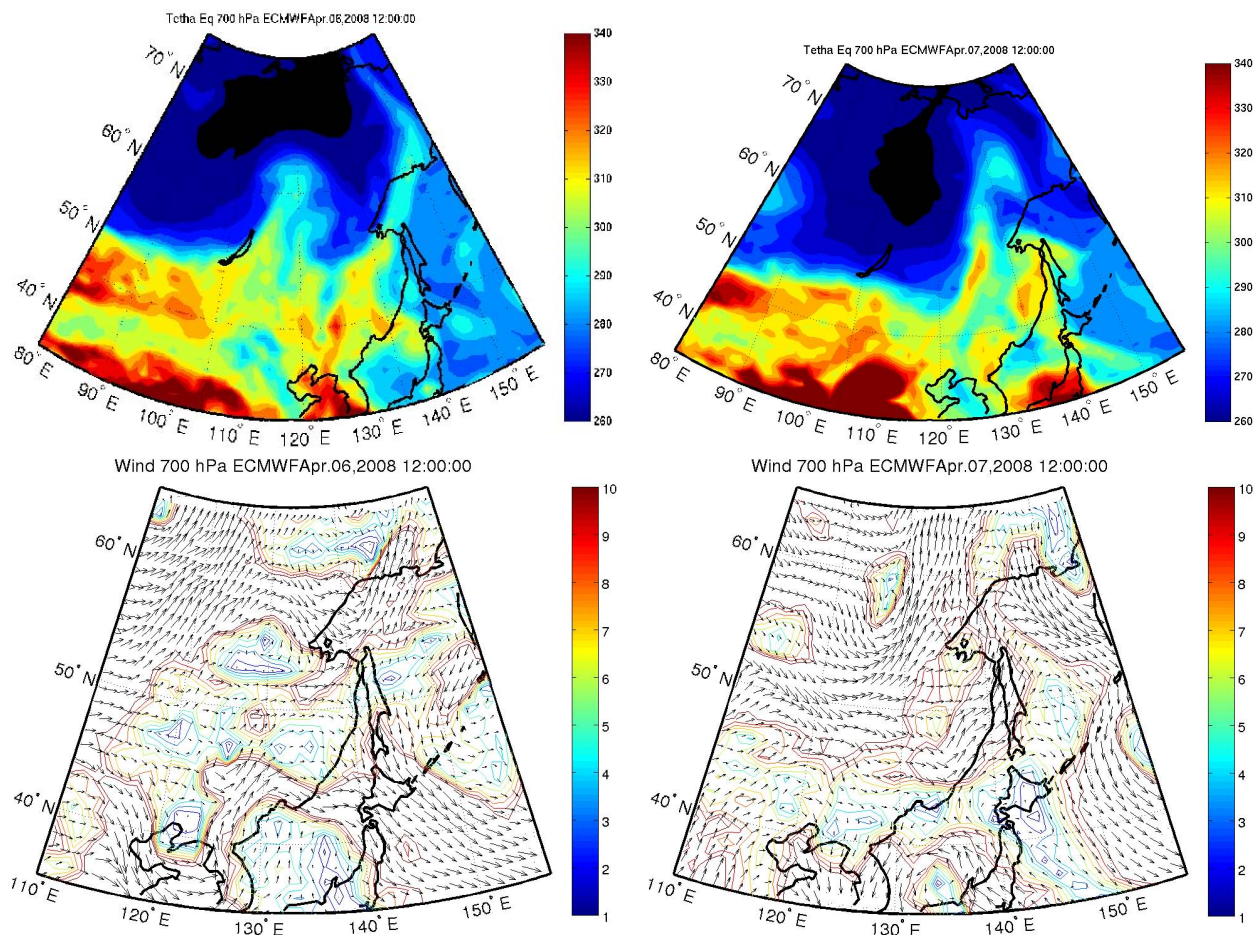 Tetha Eq 700 hPa ECMWFApr.06,2008 12:00:00
70° N
60° N
50° N
40° N
80° E
90° E
100° E
110° E
120° E
130° E
140° E
150° E
340
330
320
310
300
290
280
270
260
Tetha Eq 700 hPa ECMWFApr.07,2008 12:00:00
70° N
60° N
50° N
40° N
80° E
90° E
100° E
110° E
120° E
130° E
140° E
150° E
340
330
320
310
300
290
280
270
260
Wind 700 hPa ECMWFApr.06,2008 12:00:00
60° N
50° N
40° N
110° E
120° E
130° E
140° E
150° E
10
9
8
7
6
5
4
3
2
1
Wind 700 hPa ECMWFApr.07,2008 12:00:00
60° N
50° N
40° N
110° E
120° E
130° E
140° E
150° E
10
9
8
7
6
5
4
3
2
1